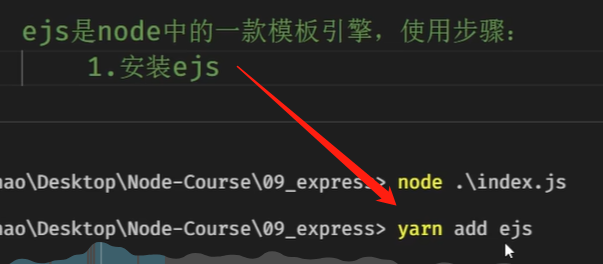 ejs是node中的一款模板引擎，使用步骤：
1.安装ejs
hao\Desktop\Node-Course\09_express> node .\index.js
hao\Desktop\Node-Course\09_express> yarn add ejs